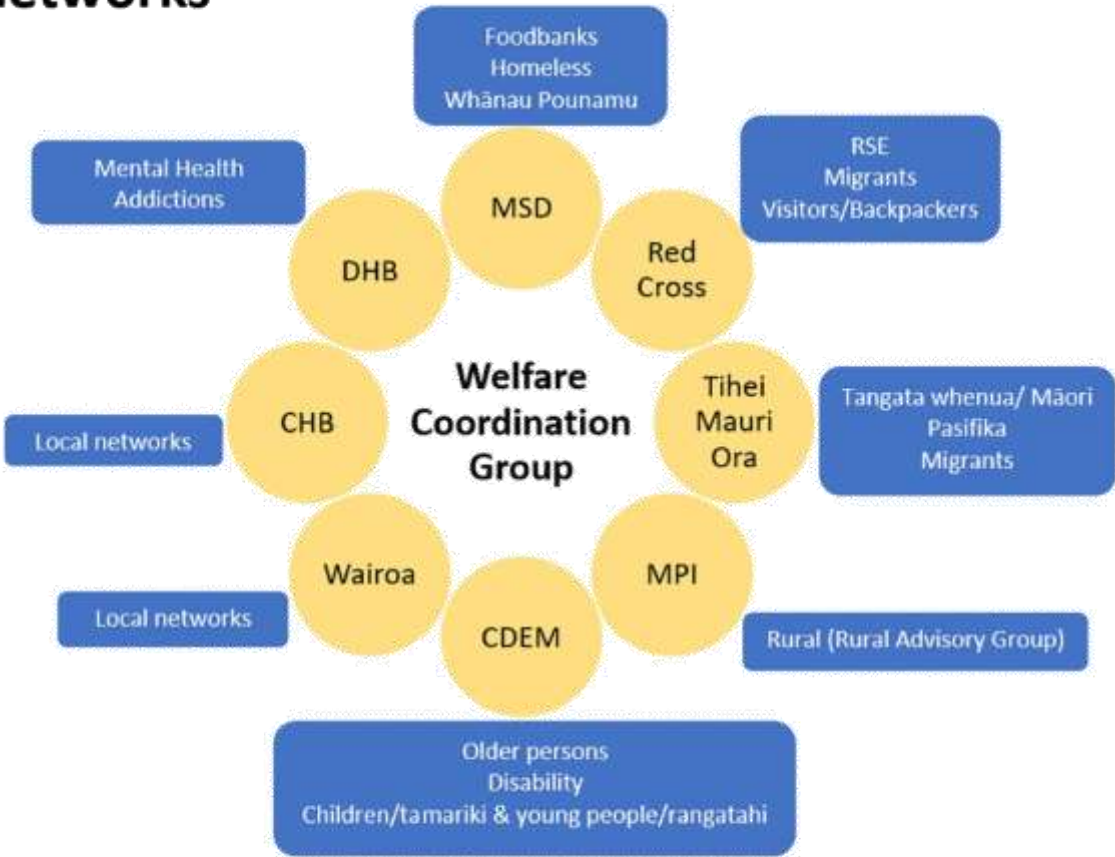 networks
Foodbanks
Homeless
Whānau Pounamu
RSE
Migrants
Visitors/Backpackers
Mental Health
Addictions
MSD
DHB
Red
Cross
Welfare
Coordination
Group
CHB
Tihei
Mauri
Ora
Tangata whenua/ Māori
Pasifika
Migrants
Local networks
Wairoa
MPI
CDEM
Local networks
Rural (Rural Advisory Group)
Older persons
Disability
Children/tamariki & young people/rangatahi